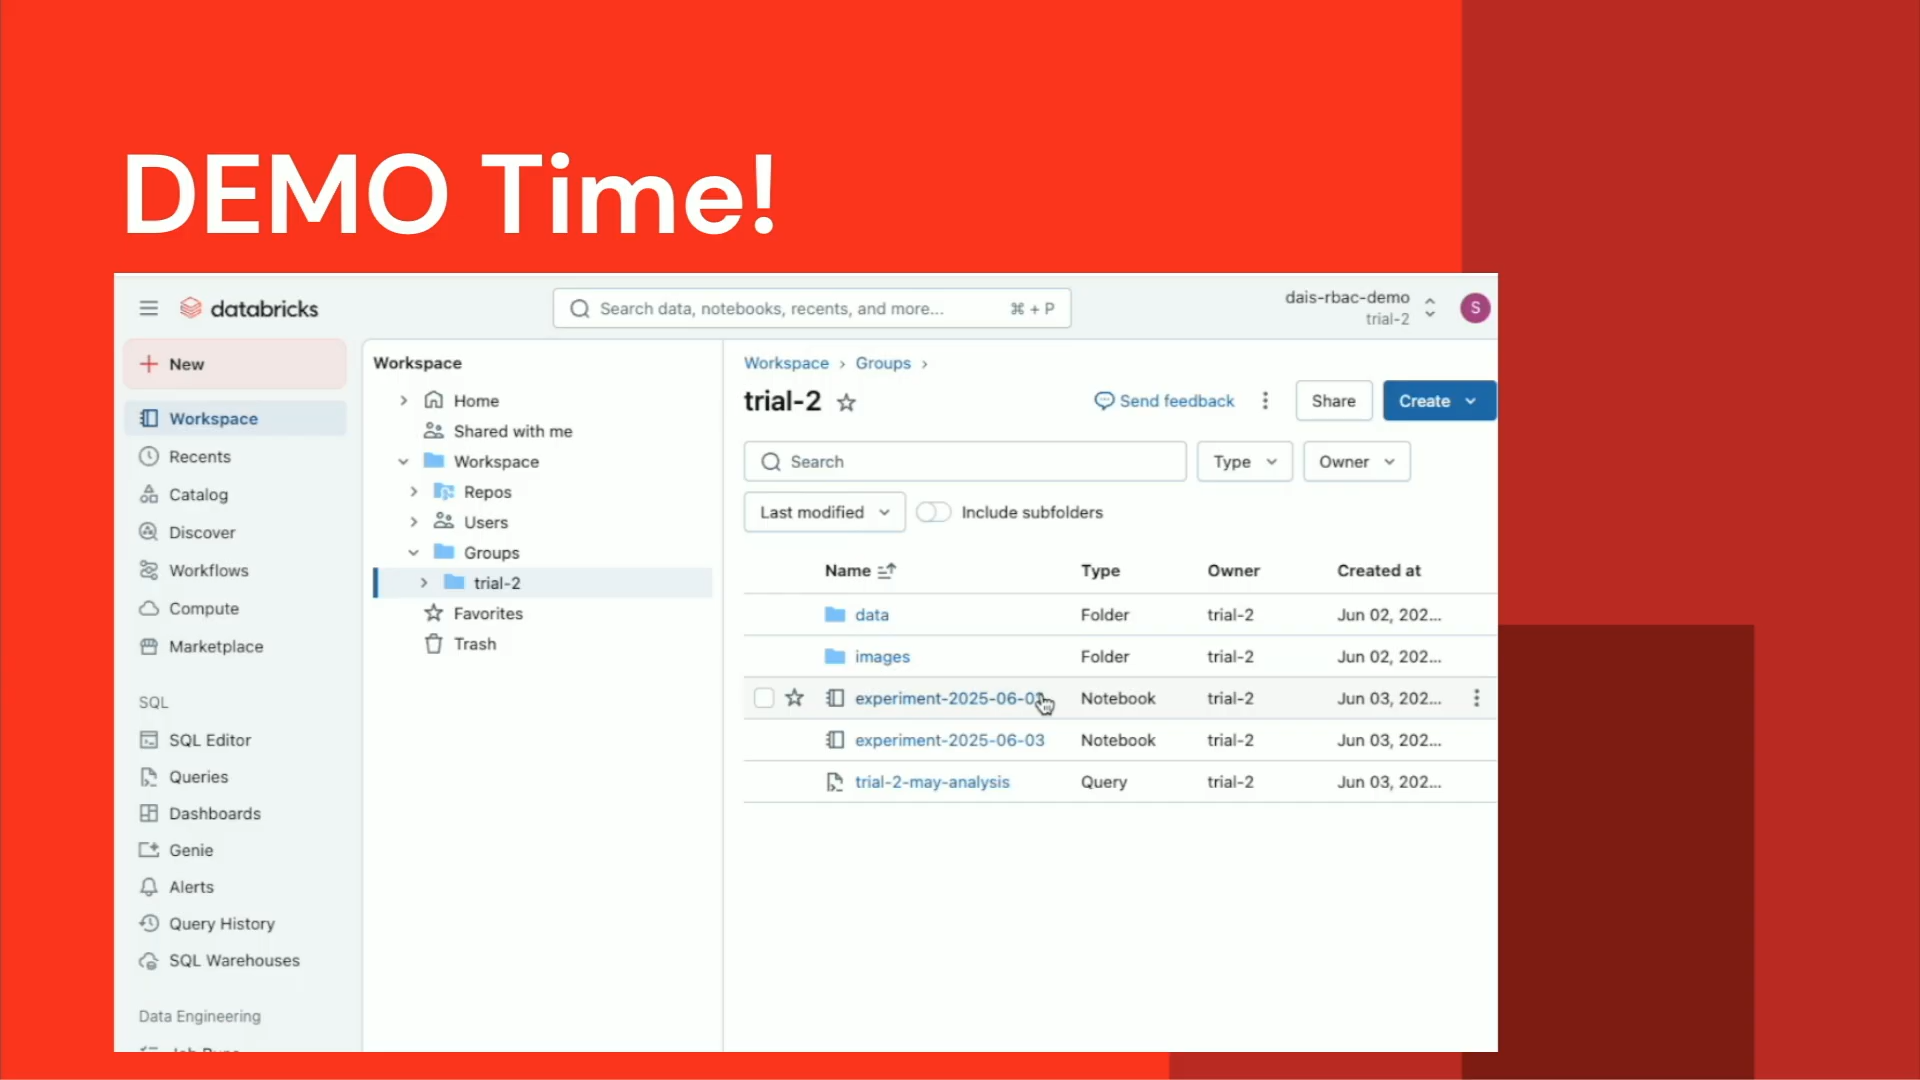 DEMO Time!
databricks
Search data, notebooks, recents, and more...
⌘ + P
dais-rbac-demo
trial-2
S
New
Workspace
Recents
Catalog
Discover
Workflows
Compute
Marketplace
SQL
SQL Editor
Queries
Dashboards
Genie
Alerts
Query History
SQL Warehouses
Data Engineering
Workspace
Home
Shared with me
Workspace
Repos
Users
Groups
trial-2
Favorites
Trash
Workspace › Groups ›
trial-2
Send feedback
Share
Create
Search
Type
Owner
Last modified
Include subfolders
Name Type Owner Created at
data Folder trial-2 Jun 02, 202...
images Folder trial-2 Jun 02, 202...
Notebook trial-2 Jun 03, 202...
experiment-2025-06-03 Notebook trial-2 Jun 03, 202...
trial-2-may-analysis Query trial-2 Jun 03, 202...